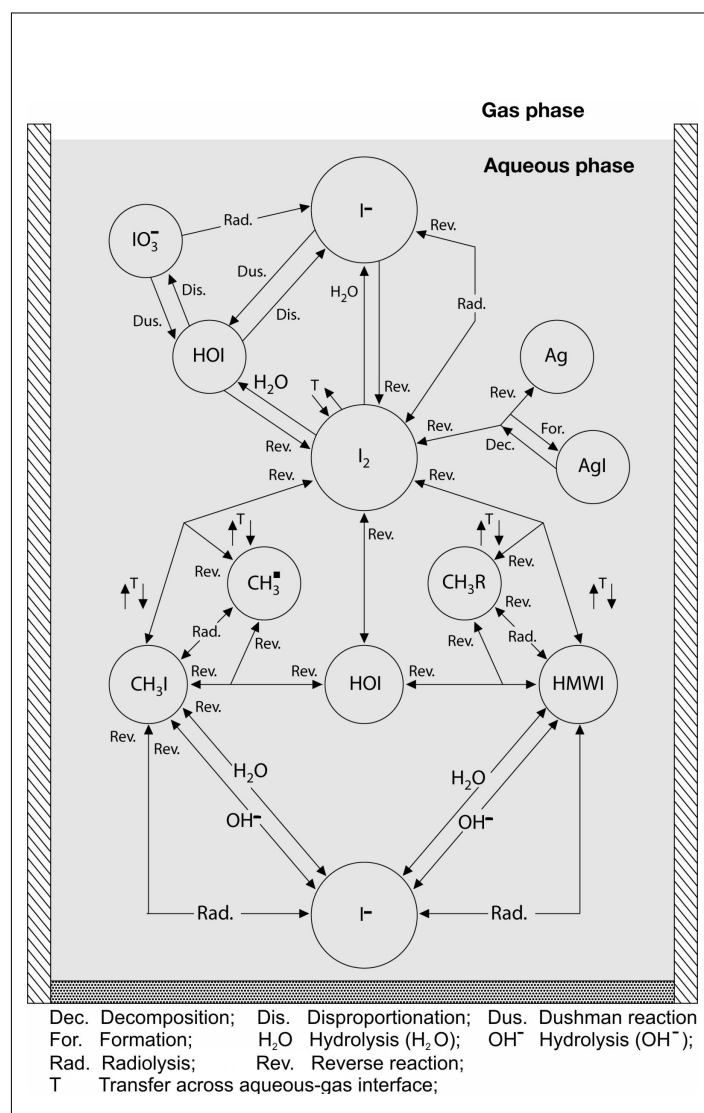 Gas phase
Aqueous phase
I⁻
Rev.
Rad.
IO₃⁻
Dus.
H₂O
Dis.
Rad.
Dus.
Dis.
HOI
Ag
H₂O
T
Rev.
Rev.
For.
Rev.
Dec.
Rev.
I₂
AgI
Rev.
Rev.
T
Rev.
T
Rev.
Rev.
CH₃▪
CH₃R
T
T
Rev.
Rad.
Rad.
Rev.
Rev.
CH₃I
Rev.
Rev.
HOI
Rev.
HMWI
Rev.
Rev.
Rev.
H₂O
H₂O
OH⁻
OH⁻
Rad.
I⁻
Rad.
Dec. Decomposition; Dis. Disproportionation; Dus. Dushman reaction
For. Formation; H₂O Hydrolysis (H₂O); OH⁻ Hydrolysis (OH⁻);
Rad. Radiolysis; Rev. Reverse reaction;
T Transfer across aqueous-gas interface;